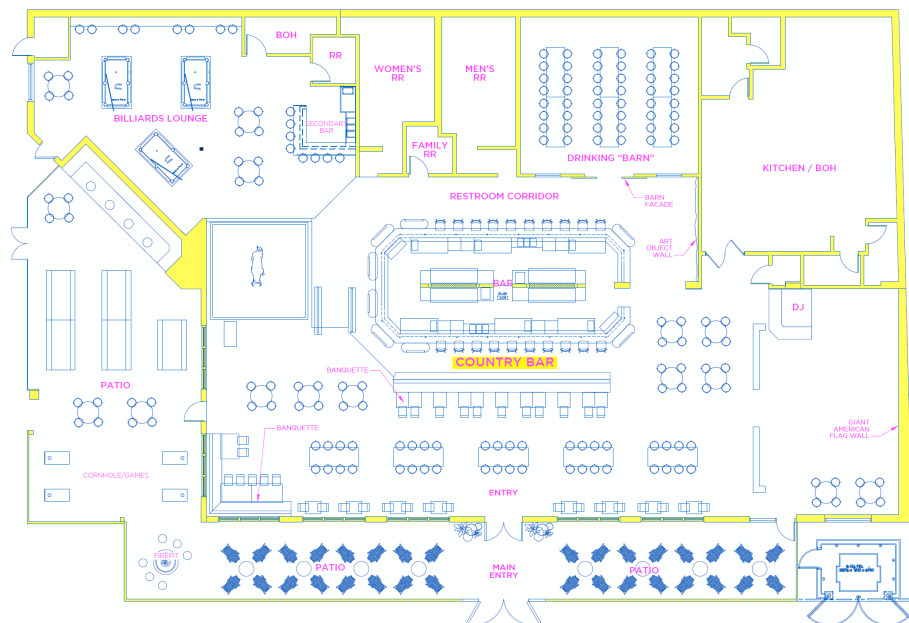 BOH
RR
WOMEN'S
RR
MEN'S
RR
BILLIARDS LOUNGE
SECONDARY
BAR
FAMILY
RR
DRINKING "BARN"
KITCHEN / BOH
RESTROOM CORRIDOR
BARN
FACADE
ART
OBJECT
WALL
BAR
DJ
COUNTRY BAR
BANQUETTE
PATIO
GIANT
AMERICAN
FLAG WALL
BANQUETTE
CORNHOLE/GAMES
ENTRY
FIREPIT
PATIO
MAIN
ENTRY
PATIO